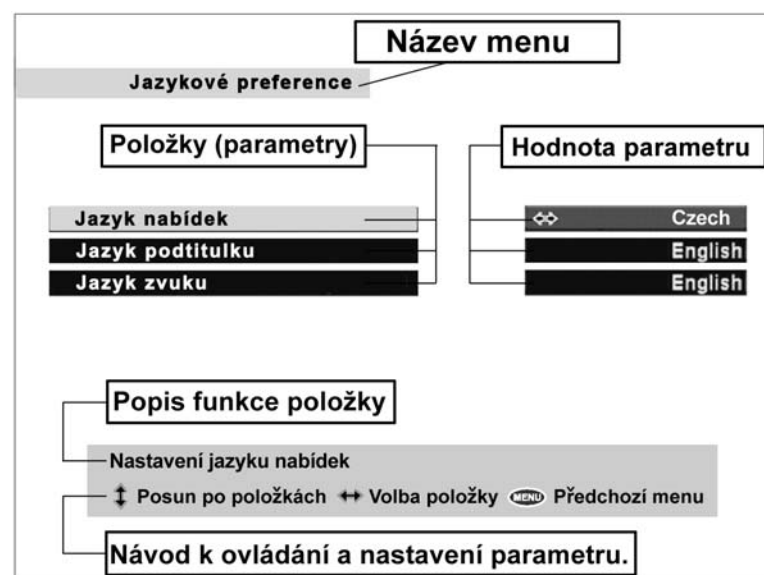 Název menu
Jazykové preference
Položky (parametry)
Hodnota parametru
Jazyk nabídek
Czech
Jazyk podtitulku
English
Jazyk zvuku
English
Popis funkce položky
Nastavení jazyku nabídek
Posun po položkách Volba položky MENU Předchozí menu
Návod k ovládání a nastavení parametru.